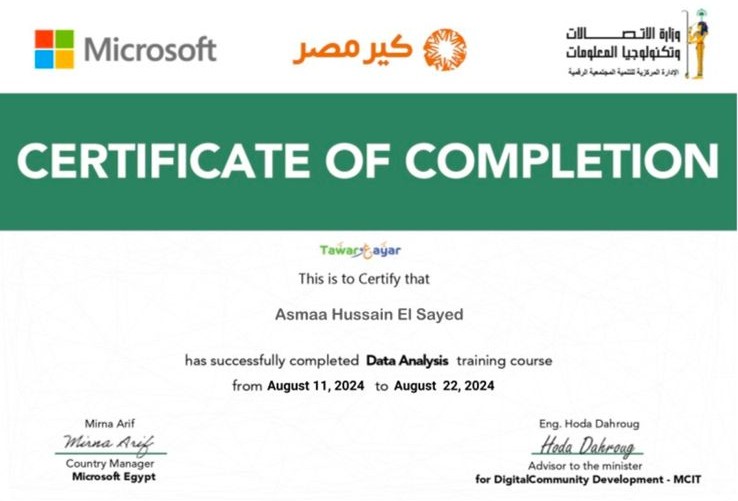 Microsoft
كير مصر
وزارة الاتـصـــالات
وتكنولوجيا المعلومات
الإدارة المركزية للتنمية المجتمعية الرقمية
CERTIFICATE OF COMPLETION
Tawar
This is to Certify that
Asmaa Hussain El Sayed
has successfully completed Data Analysis training course
from August 11, 2024 to August 22, 2024
Mirna Arif
Mirna Arif
Country Manager
Microsoft Egypt
Eng. Hoda Dahroug
Hoda Dahroug
Advisor to the minister
for DigitalCommunity Development - MCIT